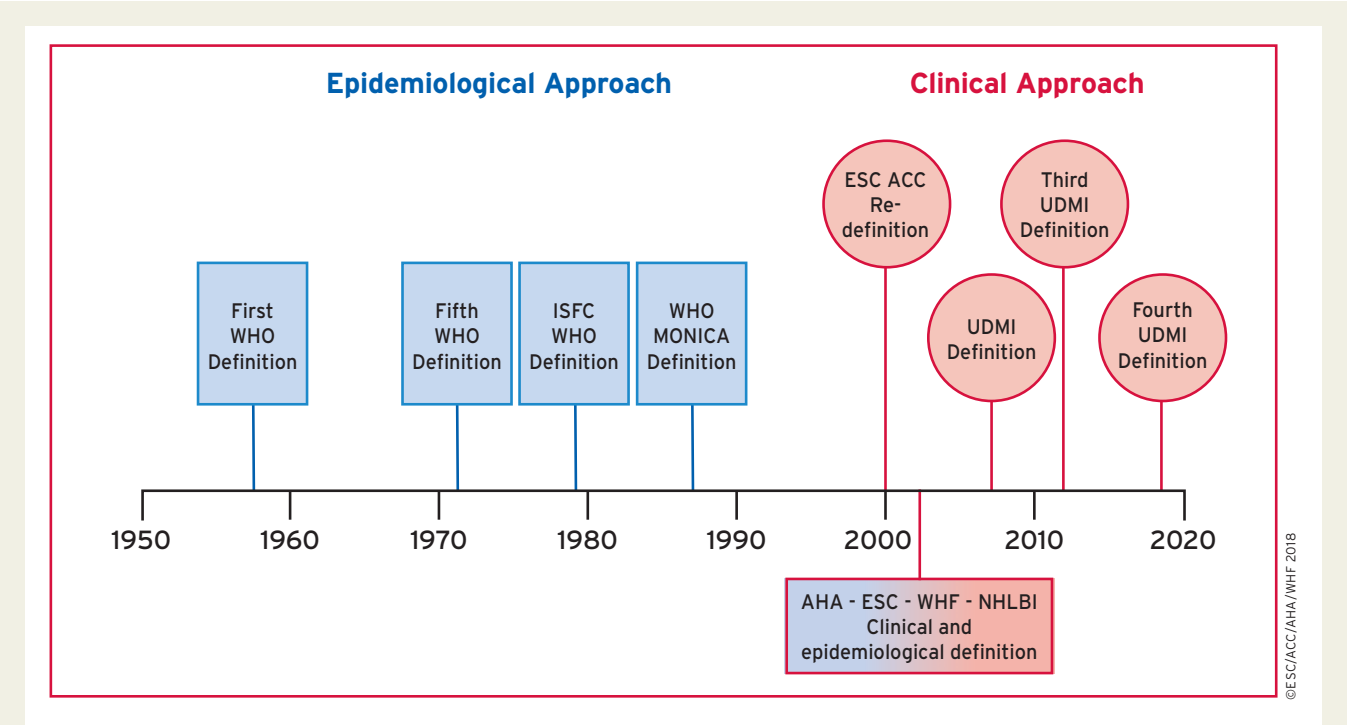 Epidemiological Approach
Clinical Approach
First
WHO
Definition
Fifth
WHO
Definition
ISFC
WHO
Definition
WHO
MONICA
Definition
ESC ACC
Re-
definition
UDMI
Definition
Third
UDMI
Definition
Fourth
UDMI
Definition
1950
1960
1970
1980
1990
2000
2010
2020
AHA - ESC - WHF - NHLBI
Clinical and
epidemiological definition
©ESC/ACC/AHA/WHF 2018